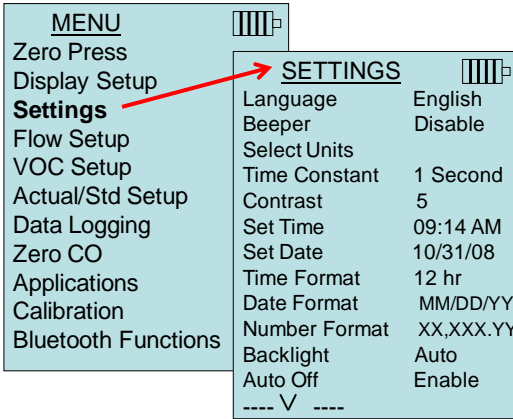 MENU
Zero Press
Display Setup
Settings
Flow Setup
VOC Setup
Actual/Std Setup
Data Logging
Zero CO
Applications
Calibration
Bluetooth Functions
SETTINGS
Language English
Beeper Disable
Select Units
Time Constant 1 Second
Contrast 5
Set Time 09:14 AM
Set Date 10/31/08
Time Format 12 hr
Date Format MM/DD/YY
Number Format XX,XXX.YY
Backlight Auto
Auto Off Enable
---- V ----